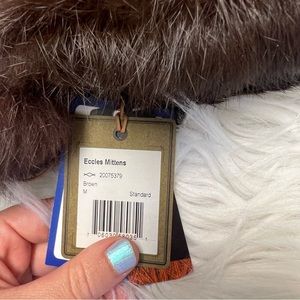 Eccles Mittens
20075379
Brown
M Standard